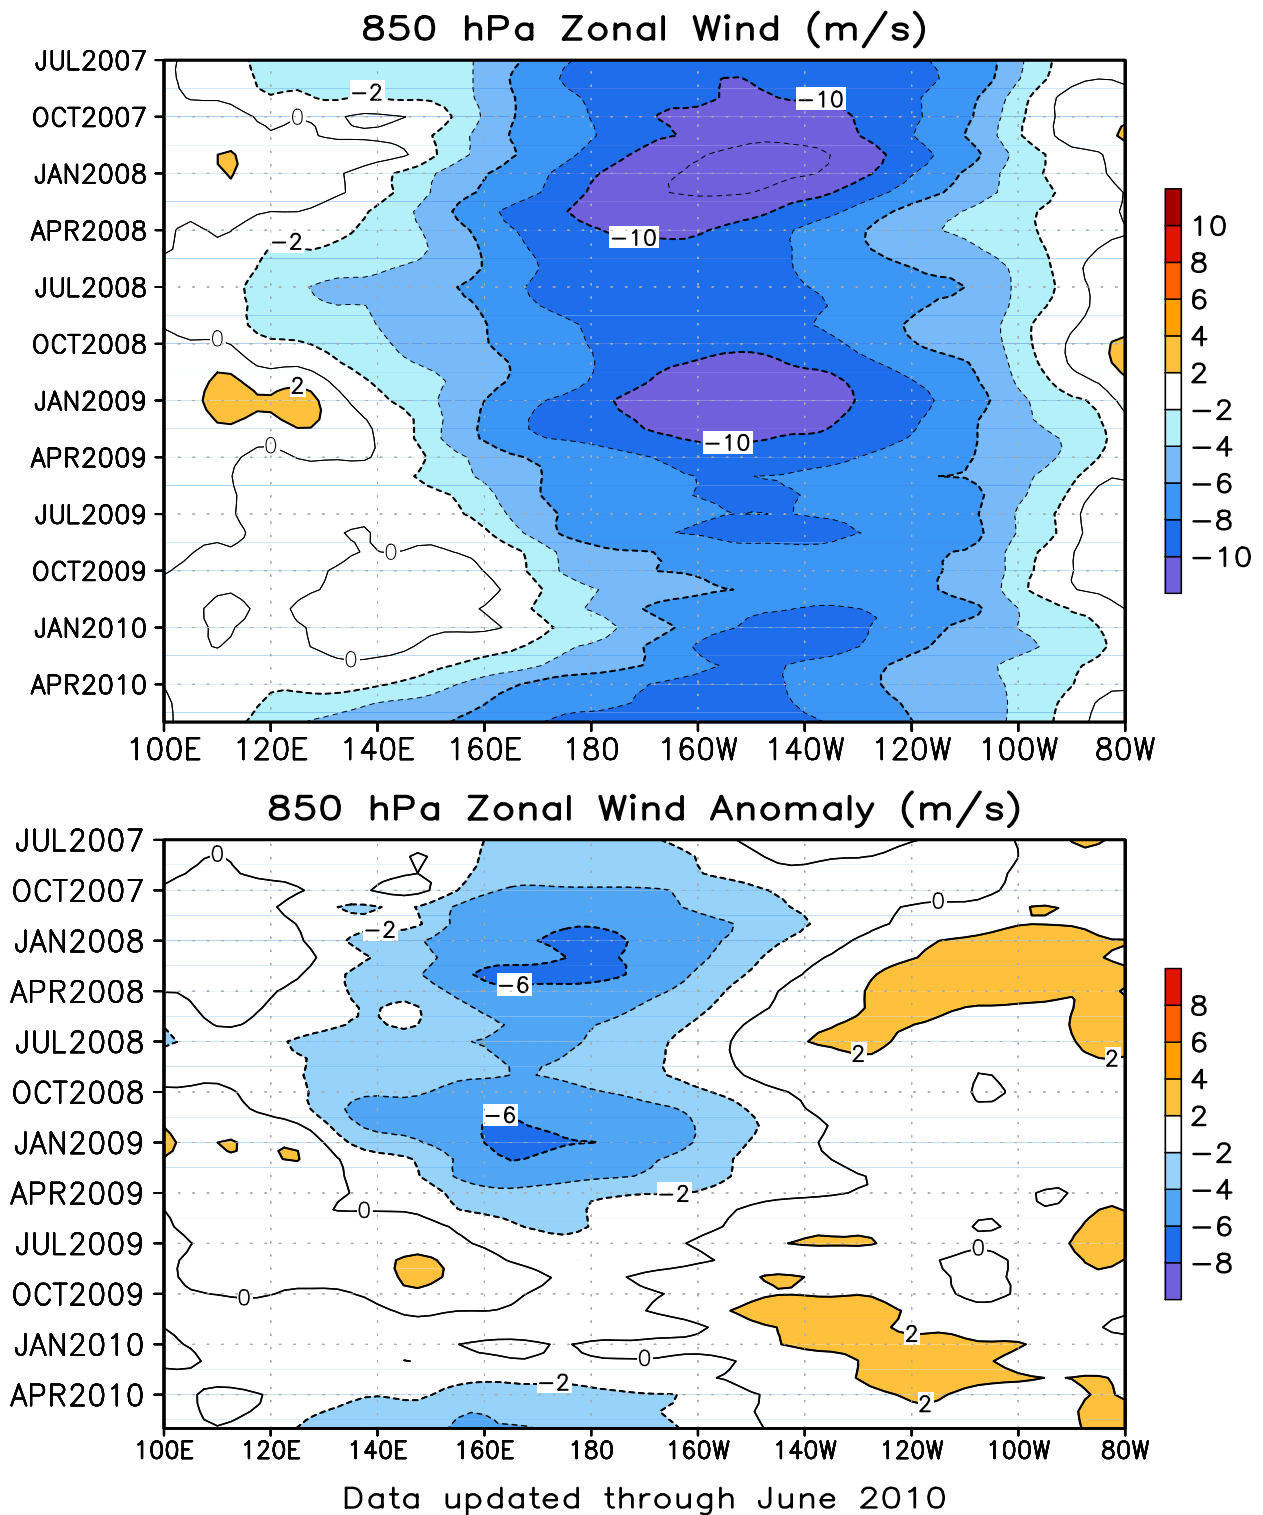 850 hPa Zonal Wind (m/s)
JUL2007
OCT2007
JAN2008
APR2008
JUL2008
OCT2008
JAN2009
APR2009
JUL2009
OCT2009
JAN2010
APR2010
−2
0
−10
−2
−10
0
2
0
−10
0
0
100E 120E 140E 160E 180 160W 140W 120W 100W 80W
10
8
6
4
2
−2
−4
−6
−8
−10
850 hPa Zonal Wind Anomaly (m/s)
JUL2007
OCT2007
JAN2008
APR2008
JUL2008
OCT2008
JAN2009
APR2009
JUL2009
OCT2009
JAN2010
APR2010
0
0
−2
−6
2
2
−6
−2
0
0
0
2
0
−2
2
100E 120E 140E 160E 180 160W 140W 120W 100W 80W
8
6
4
2
−2
−4
−6
−8
Data updated through June 2010